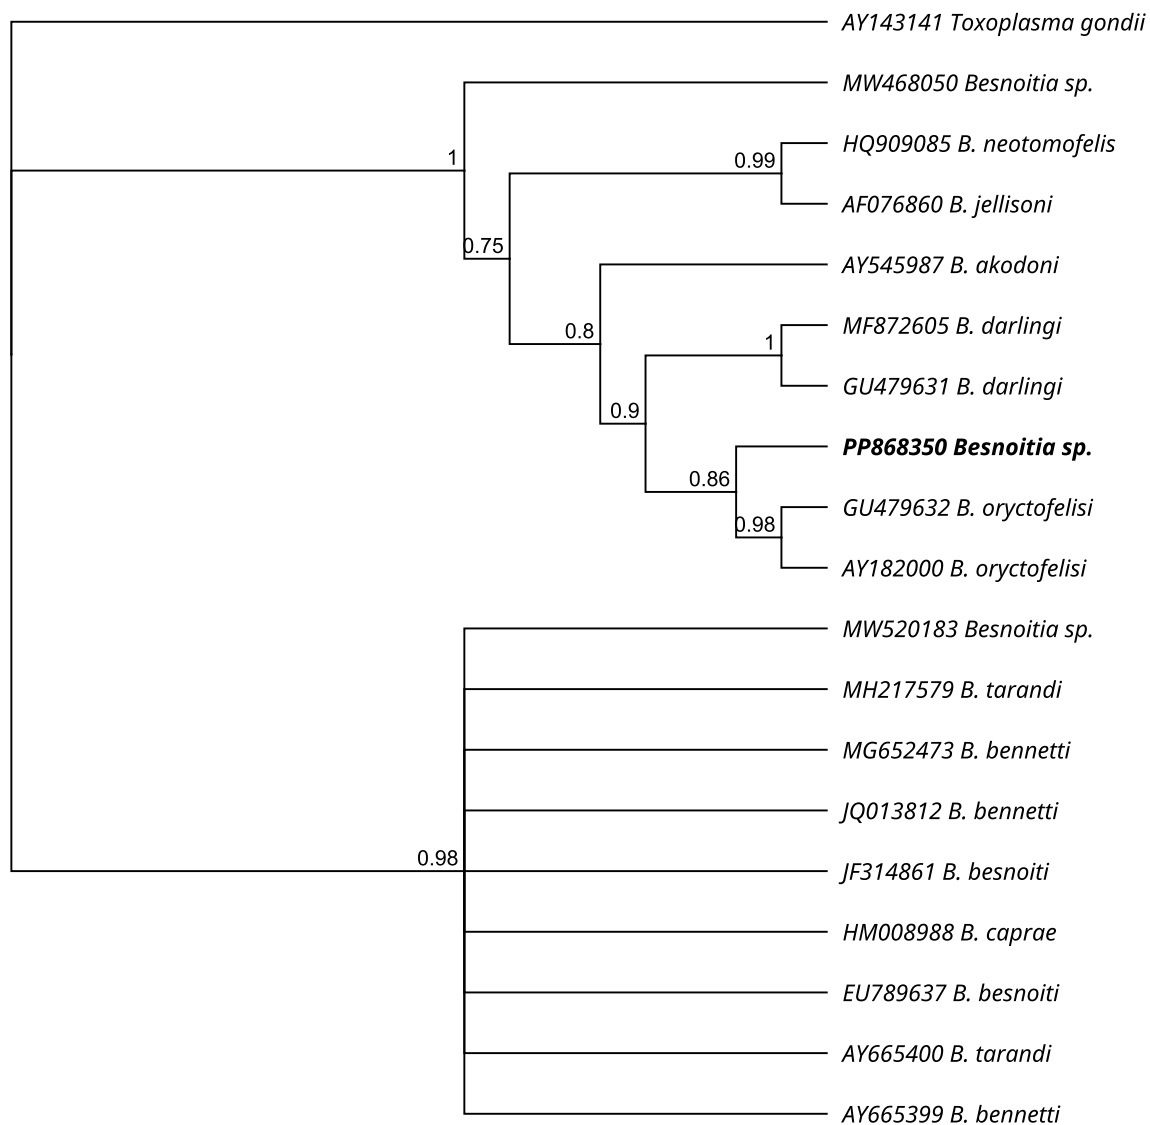 AY143141 Toxoplasma gondii
MW468050 Besnoitia sp.
1
HQ909085 B. neotomofelis
0.99
AF076860 B. jellisoni
0.75
AY545987 B. akodoni
MF872605 B. darlingi
0.8
1
GU479631 B. darlingi
0.9
PP868350 Besnoitia sp.
0.86
GU479632 B. oryctofelisi
0.98
AY182000 B. oryctofelisi
MW520183 Besnoitia sp.
MH217579 B. tarandi
MG652473 B. bennetti
JQ013812 B. bennetti
0.98
JF314861 B. besnoiti
HM008988 B. caprae
EU789637 B. besnoiti
AY665400 B. tarandi
AY665399 B. bennetti